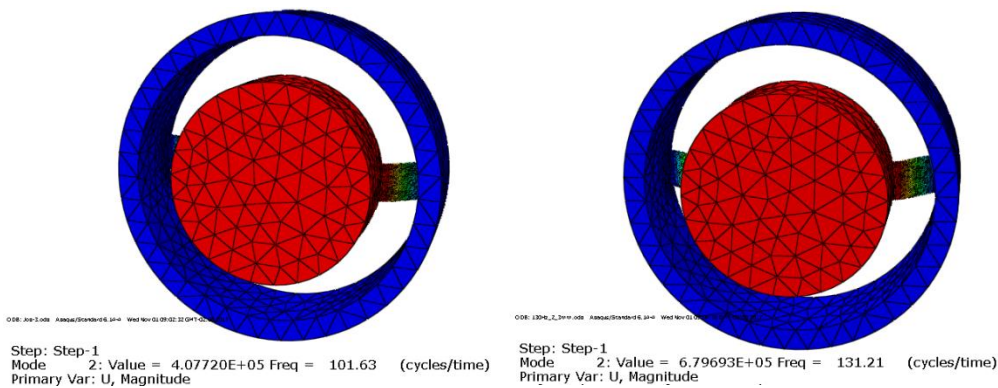 Step: Step-1
Mode 2: Value = 4.07720E+05 Freq = 101.63 (cycles/time)
Primary Var: U, Magnitude
Step: Step-1
Mode 2: Value = 6.79693E+05 Freq = 131.21 (cycles/time)
Primary Var: U, Magnitude